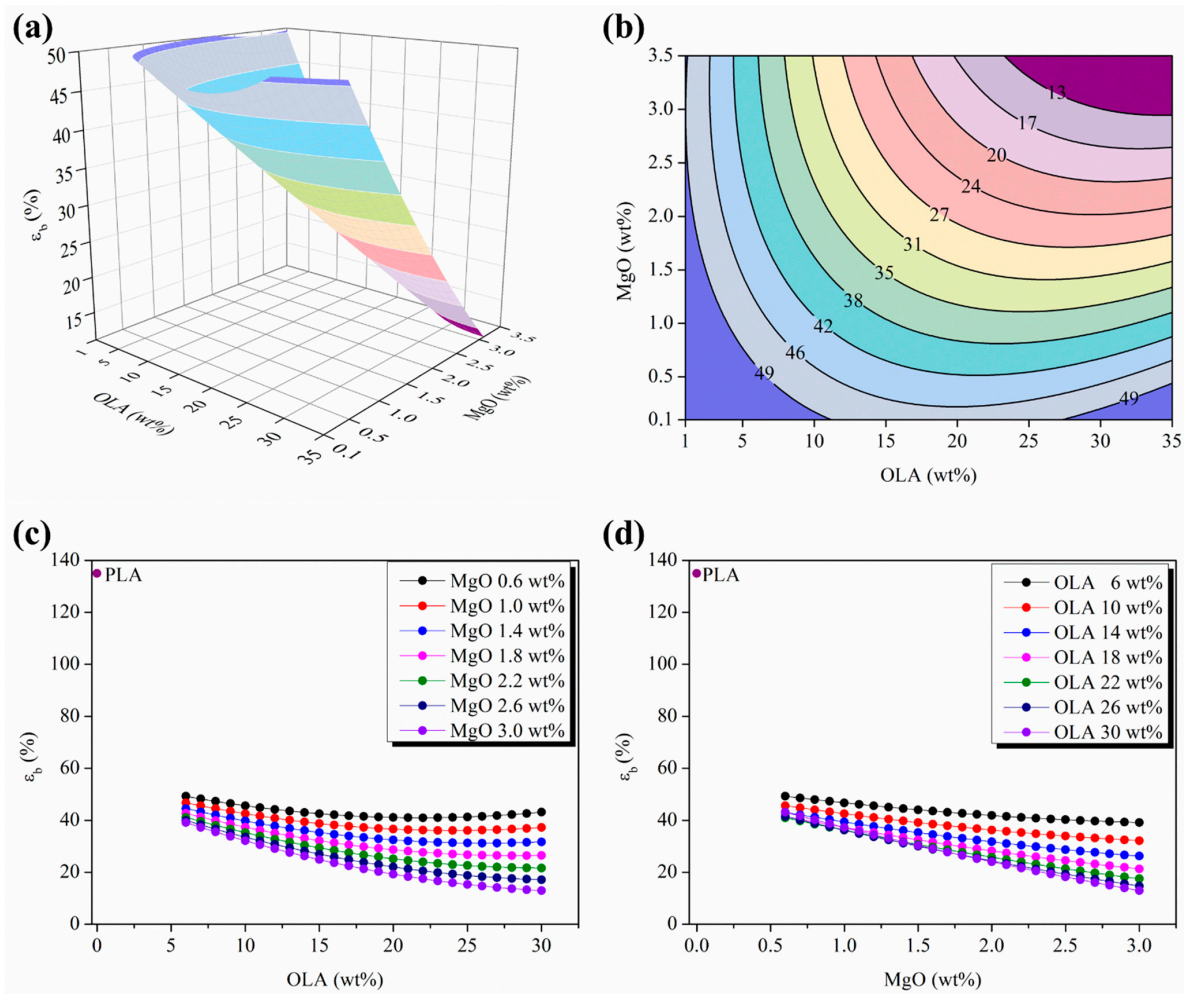 (a)
50
45
40
35
30
25
20
15
εb (%)
1
5
10
15
20
25
30
35
OLA (wt%)
0.1
0.5
1.0
1.5
2.0
2.5
3.0
3.5
MgO (wt%)
(b)
3.5
3.0
2.5
2.0
1.5
1.0
0.5
0.1
MgO (wt%)
13
17
20
24
27
31
35
38
42
46
49
49
1 5 10 15 20 25 30 35
OLA (wt%)
(c)
140
120
100
80
60
40
20
0
εb (%)
PLA
MgO 0.6 wt%
MgO 1.0 wt%
MgO 1.4 wt%
MgO 1.8 wt%
MgO 2.2 wt%
MgO 2.6 wt%
MgO 3.0 wt%
0 5 10 15 20 25 30
OLA (wt%)
(d)
140
120
100
80
60
40
20
0
εb (%)
PLA
OLA 6 wt%
OLA 10 wt%
OLA 14 wt%
OLA 18 wt%
OLA 22 wt%
OLA 26 wt%
OLA 30 wt%
0.0 0.5 1.0 1.5 2.0 2.5 3.0
MgO (wt%)